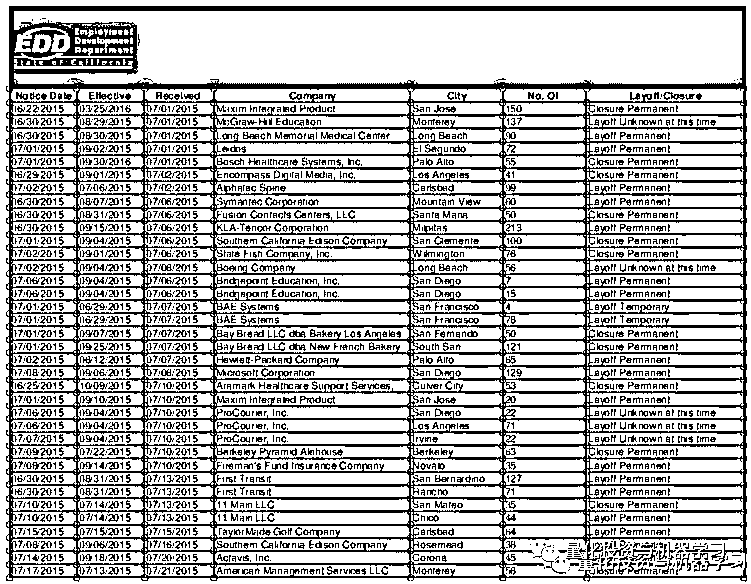 EDD Employment
Development
Department
State of California
Notice Date Effective Received Company City No. Of Layoff/Closure
06/22/2015 03/25/2016 07/01/2015 Maxim Integrated Product San Jose 150 Closure Permanent
06/30/2015 08/29/2015 07/01/2015 McGraw-Hill Education Monterey 137 Layoff Unknown at this time
06/30/2015 08/30/2015 07/01/2015 Long Beach Memorial Medical Center Long Beach 90 Layoff Permanent
07/01/2015 09/02/2015 07/01/2015 Leidos El Segundo 72 Layoff Permanent
07/01/2015 09/30/2016 07/01/2015 Bosch Healthcare Systems, Inc. Palo Alto 55 Closure Permanent
06/29/2015 09/01/2015 07/02/2015 Encompass Digital Media, Inc. Los Angeles 41 Closure Permanent
07/02/2015 07/06/2015 07/02/2015 Alphatec Spine Carlsbad 99 Layoff Permanent
06/30/2015 08/07/2015 07/06/2015 Symantec Corporation Mountain View 60 Layoff Permanent
06/30/2015 08/31/2015 07/06/2015 Fusion Contacts Centers, LLC Santa Maria 50 Closure Permanent
06/30/2015 09/15/2015 07/06/2015 KLA-Tencor Corporation Milpitas 213 Layoff Permanent
07/01/2015 09/04/2015 07/06/2015 Southern California Edison Company San Clemente 100 Closure Permanent
07/02/2015 09/01/2015 07/06/2015 State Fish Company, Inc. Wilmington 76 Closure Permanent
07/02/2015 09/04/2015 07/06/2015 Boeing Company Long Beach 56 Layoff Unknown at this time
07/06/2015 09/04/2015 07/06/2015 Bridgepoint Education, Inc. San Diego 7 Layoff Permanent
07/06/2015 09/04/2015 07/06/2015 Bridgepoint Education, Inc. San Diego 15 Layoff Permanent
07/01/2015 06/29/2015 07/07/2015 BAE Systems San Francisco 4 Layoff Temporary
07/01/2015 06/29/2015 07/07/2015 BAE Systems San Francisco 78 Layoff Temporary
07/01/2015 09/07/2015 07/07/2015 Bay Bread LLC dba Bakery Los Angeles San Fernando 50 Closure Permanent
07/01/2015 09/25/2015 07/07/2015 Bay Bread LLC dba New French Bakery South San 121 Closure Permanent
07/02/2015 06/12/2015 07/07/2015 Hewlett-Packard Company Palo Alto 65 Layoff Permanent
07/08/2015 09/06/2015 07/08/2015 Microsoft Corporation San Diego 129 Layoff Permanent
06/25/2015 10/09/2015 07/10/2015 Aramark Healthcare Support Services, Culver City 53 Closure Permanent
07/01/2015 09/10/2015 07/10/2015 Maxim Integrated Product San Jose 20 Layoff Permanent
07/06/2015 09/04/2015 07/10/2015 ProCourier, Inc. San Diego 22 Layoff Unknown at this time
07/06/2015 09/04/2015 07/10/2015 ProCourier, Inc. Los Angeles 71 Layoff Unknown at this time
07/07/2015 09/04/2015 07/10/2015 ProCourier, Inc. Irvine 22 Layoff Unknown at this time
07/09/2015 07/22/2015 07/10/2015 Berkeley Pyramid Alehouse Berkeley 63 Closure Permanent
07/09/2015 09/14/2015 07/10/2015 Fireman's Fund Insurance Company Novato 35 Layoff Permanent
06/30/2015 08/31/2015 07/13/2015 First Transit San Bernardino 127 Layoff Permanent
06/30/2015 08/31/2015 07/13/2015 First Transit Rancho 71 Layoff Permanent
07/10/2015 07/14/2015 07/13/2015 11 Main LLC San Mateo 35 Closure Permanent
07/10/2015 07/14/2015 07/13/2015 11 Main LLC Chico 44 Layoff Permanent
07/15/2015 07/15/2015 07/15/2015 TaylorMade Golf Company Carlsbad 64 Layoff Permanent
07/08/2015 09/06/2015 07/16/2015 Southern California Edison Company Rosemead 38
07/14/2015 09/18/2015 07/20/2015 Actavis, Inc. Corona 45
07/17/2015 07/13/2015 07/21/2015 American Management Services LLC Monterey 56 Closure Permanent
量化投资与机器学习